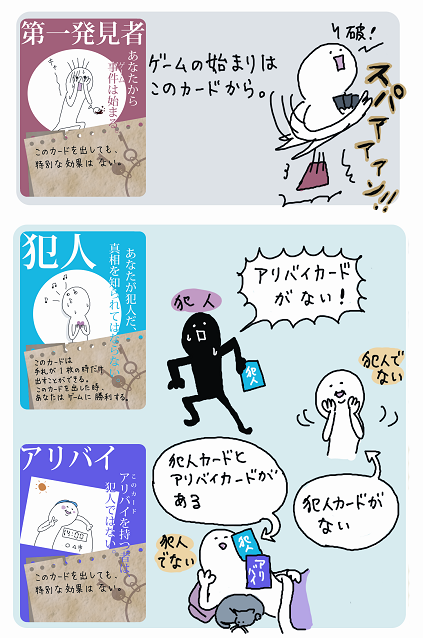 第一発見者
あなたから
事件は始まる。
ゲーム
このカードを出しても、
特別な効果は ない。
ゲームの始まりは
このカードから。
破!
スパァァァン!!
犯人
あなたが犯人だ、
真相を知られてはならない。
このカードは
手札が1枚の時だけ
出すことができる。
このカードを出した時、
あなたは ゲームに 勝利する。
犯人
アリバイカード
がない!
犯人
犯人で
ない
アリバイ
このカード
アリバイを持つ
犯人ではない
14:00
このカードを出しても、
特別な効果は ない。
犯人カードと
アリバイカードが
ある
犯人カードが
ない
犯人
でない
犯人
アリバイ